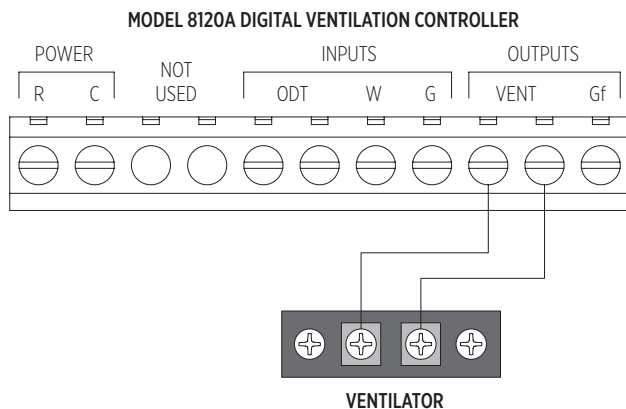 MODEL 8120A DIGITAL VENTILATION CONTROLLER
POWER
NOT
USED
INPUTS
OUTPUTS
R
C
ODT
W
G
VENT
Gf
VENTILATOR